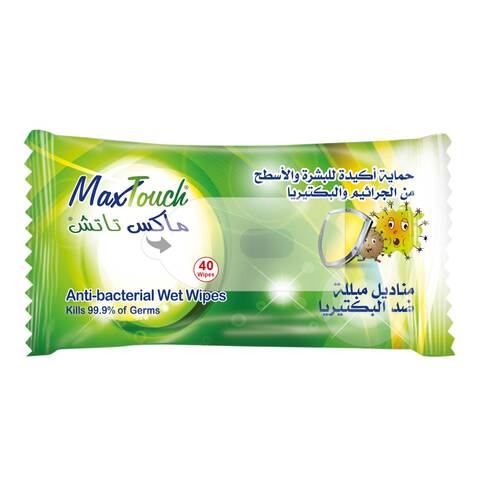 MaxTouch®
ماكس تاتش
40
Wipes
Anti-bacterial Wet Wipes
Kills 99.9% of Germs
حماية أكيدة للبشرة والأسطح
من الجراثيم والبكتيريا
مناديل مبللة
ضد البكتيريا